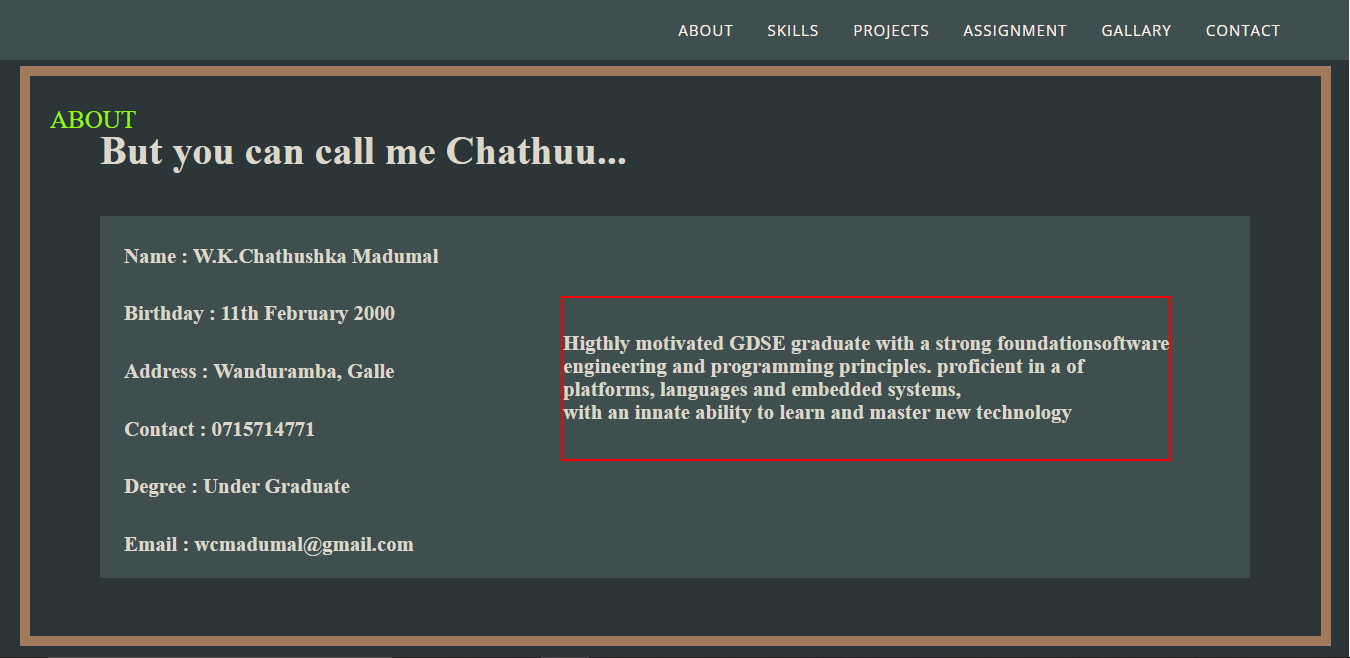 ABOUT SKILLS PROJECTS ASSIGNMENT GALLARY CONTACT
ABOUT
But you can call me Chathuu...
Name : W.K.Chathushka Madumal
Birthday : 11th February 2000
Address : Wanduramba, Galle
Contact : 0715714771
Degree : Under Graduate
Email : wcmadumal@gmail.com
Higthly motivated GDSE graduate with a strong foundationsoftware
engineering and programming principles. proficient in a of
platforms, languages and embedded systems,
with an innate ability to learn and master new technology